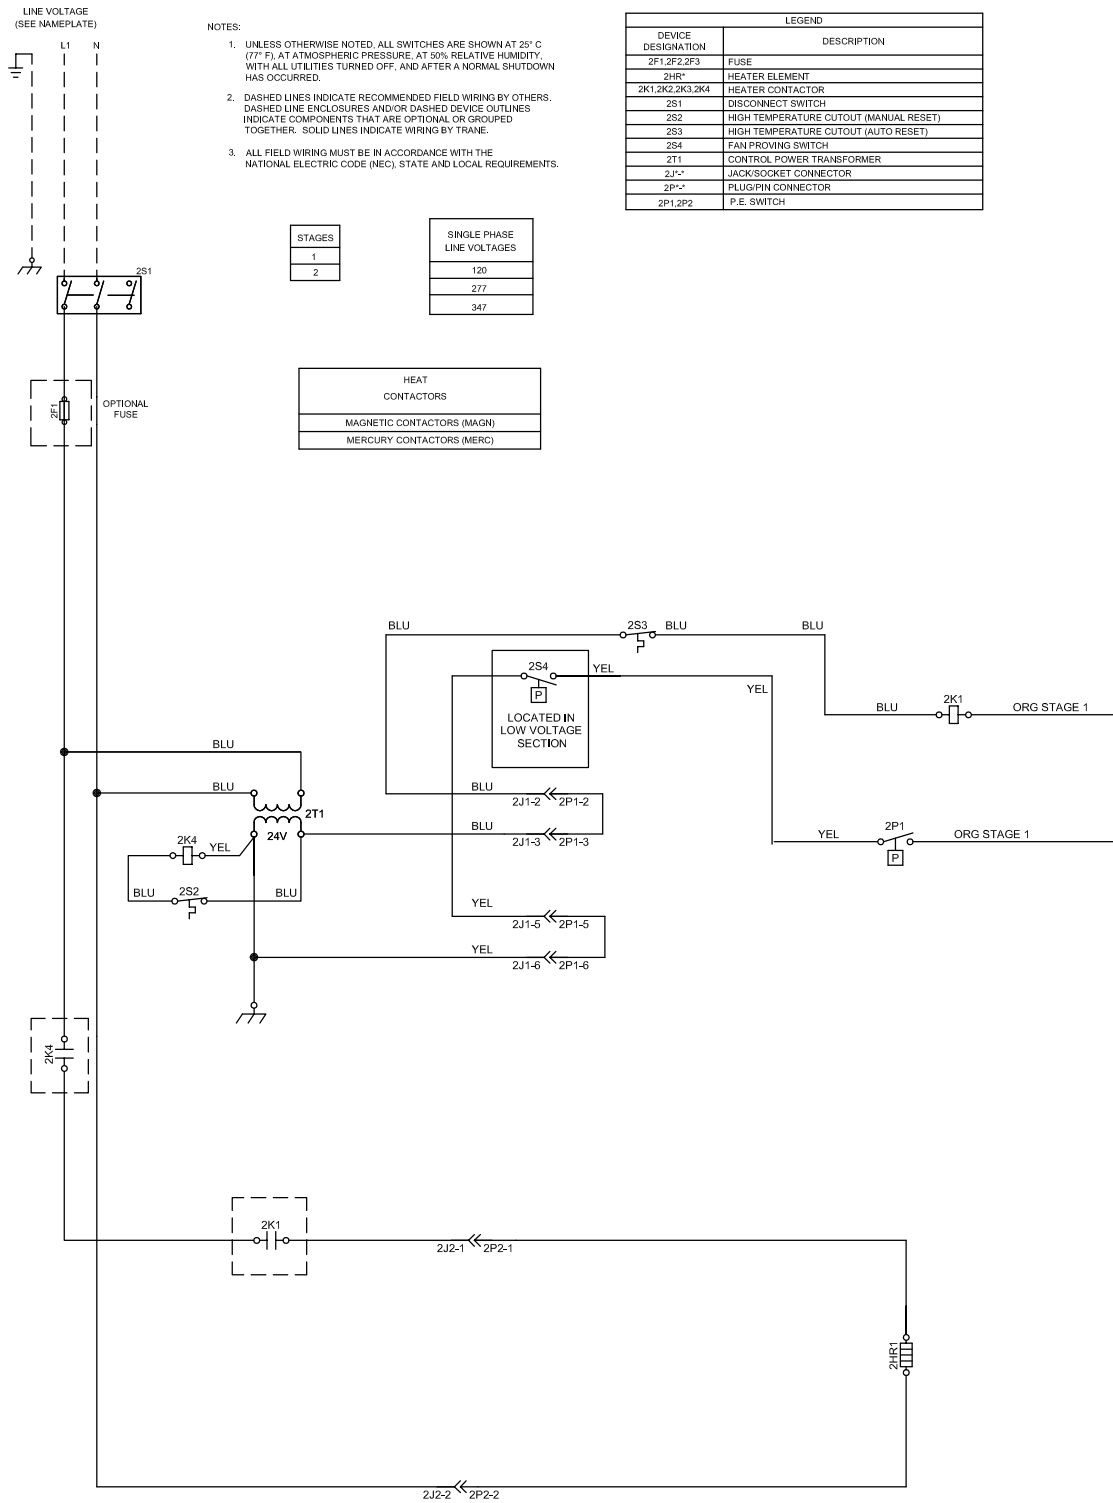 LINE VOLTAGE
(SEE NAMEPLATE)
L1 N
NOTES:
1. UNLESS OTHERWISE NOTED, ALL SWITCHES ARE SHOWN AT 25° C
(77° F), AT ATMOSPHERIC PRESSURE, AT 50% RELATIVE HUMIDITY,
WITH ALL UTILITIES TURNED OFF, AND AFTER A NORMAL SHUTDOWN
HAS OCCURRED.
2. DASHED LINES INDICATE RECOMMENDED FIELD WIRING BY OTHERS.
DASHED LINE ENCLOSURES AND/OR DASHED DEVICE OUTLINES
INDICATE COMPONENTS THAT ARE OPTIONAL OR GROUPED
TOGETHER. SOLID LINES INDICATE WIRING BY TRANE.
3. ALL FIELD WIRING MUST BE IN ACCORDANCE WITH THE
NATIONAL ELECTRIC CODE (NEC), STATE AND LOCAL REQUIREMENTS.
LEGEND
DEVICE
DESIGNATION
DESCRIPTION
2F1,2F2,2F3 FUSE
2HR* HEATER ELEMENT
2K1,2K2,2K3,2K4 HEATER CONTACTOR
2S1 DISCONNECT SWITCH
2S2 HIGH TEMPERATURE CUTOUT (MANUAL RESET)
2S3 HIGH TEMPERATURE CUTOUT (AUTO RESET)
2S4 FAN PROVING SWITCH
2T1 CONTROL POWER TRANSFORMER
2J*-* JACK/SOCKET CONNECTOR
2P*-* PLUG/PIN CONNECTOR
2P1,2P2 P.E. SWITCH
STAGES
1
2
SINGLE PHASE
LINE VOLTAGES
120
277
347
2S1
HEAT
CONTACTORS
MAGNETIC CONTACTORS (MAGN)
MERCURY CONTACTORS (MERC)
2F1
OPTIONAL
FUSE
BLU 2S3 BLU BLU
2S4 YEL
P
LOCATED IN
LOW VOLTAGE
SECTION
YEL
BLU 2K1 ORG STAGE 1
BLU
BLU
2T1
24V
BLU
2J1-2 2P1-2
BLU
2J1-3 2P1-3
2K4 YEL
BLU 2S2 BLU
YEL 2P1 ORG STAGE 1
P
YEL
2J1-5 2P1-5
YEL
2J1-6 2P1-6
2K4
2K1
2J2-1 2P2-1
2HR1
2J2-2 2P2-2